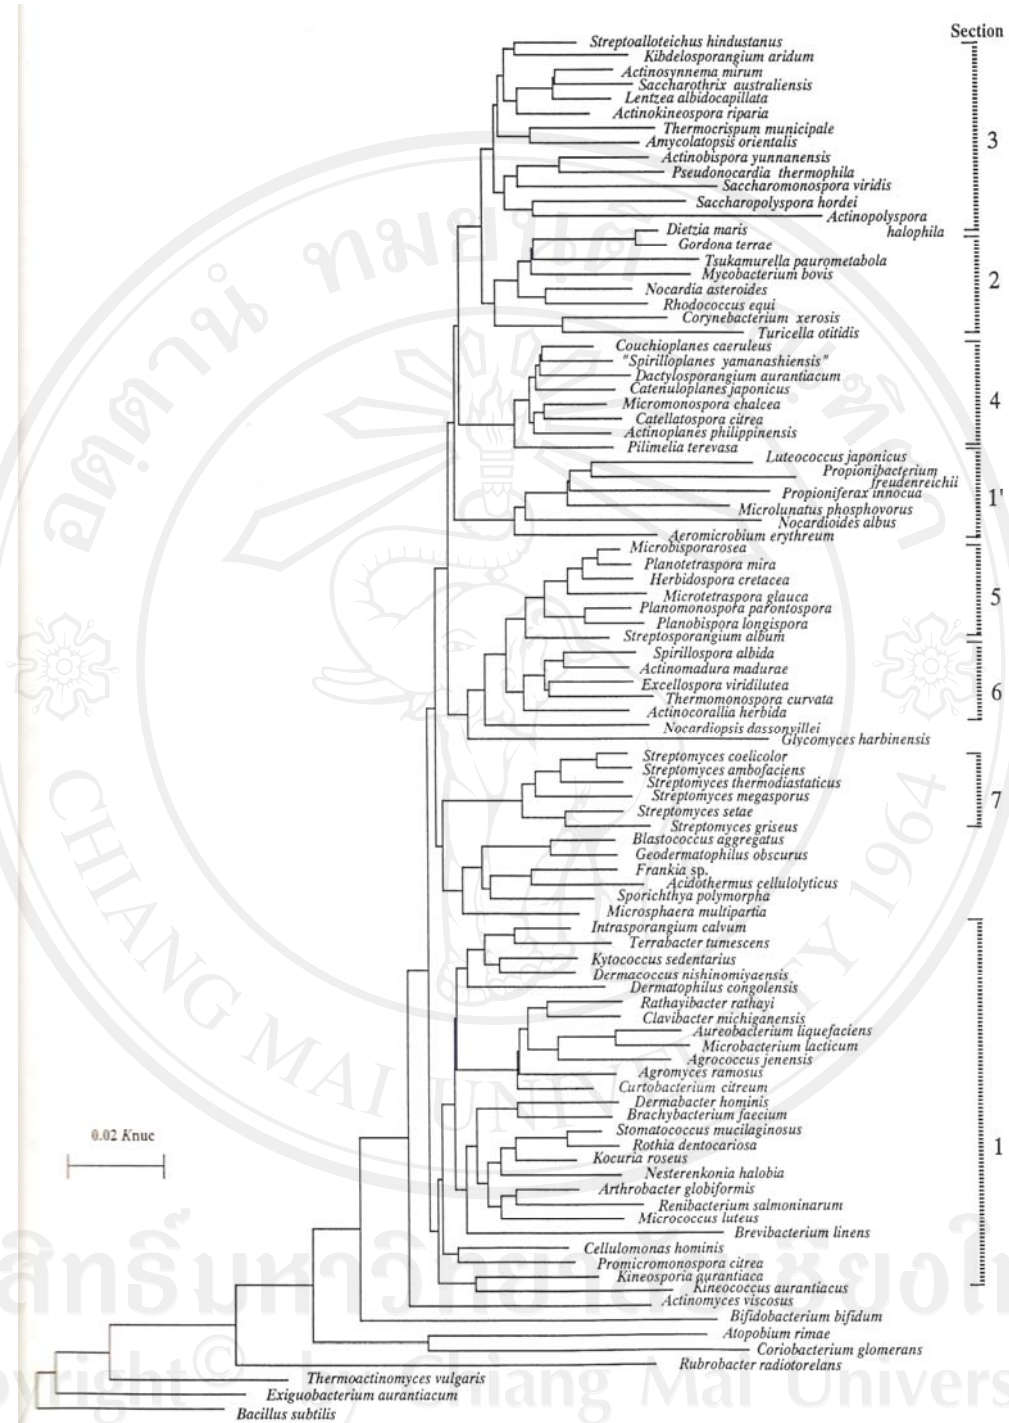 Section
Streptoalloteichus hindustanus
Kibdelosporangium aridum
Actinosynnema mirum
Saccharothrix australiensis
Lentzea albidocapillata
Actinokineospora riparia
Thermocrispum municipale
3
Amycolatopsis orientalis
Actinobispora yunnanensis
Pseudonocardia thermophila
Saccharomonospora viridis
Saccharopolyspora hordei
Actinopolyspora
halophila
Dietzia maris
Gordona terrae
Tsukamurella paurometabola
Mycobacterium bovis
2
Nocardia asteroides
Rhodococcus equi
Corynebacterium xerosis
Turicella otitidis
Couchioplanes caeruleus
"Spirilloplanes yamanashiensis"
Dactylosporangium aurantiacum
Catenuloplanes japonicus
4
Micromonospora chalcea
Catellatospora citrea
Actinoplanes philippinensis
Pilimelia terevasa
Luteococcus japonicus
Propionibacterium
freudenreichii
Propioniferax innocua
1'
Microlunatus phosphovorus
Nocardioides albus
Aeromicrobium erythreum
Microbisporarosea
Planotetraspora mira
Herbidospora cretacea
Microtetraspora glauca
5
Planomonospora parontospora
Planobispora longispora
Streptosporangium album
Spirillospora albida
Actinomadura madurae
Excellospora viridilutea
6
Thermomonospora curvata
Actinocorallia herbida
Nocardiopsis dassonvillei
Glycomyces harbinensis
Streptomyces coelicolor
Streptomyces ambofaciens
Streptomyces thermodiastaticus
Streptomyces megasporus
7
Streptomyces setae
Streptomyces griseus
Blastococcus aggregatus
Geodermatophilus obscurus
Frankia sp.
Acidothermus cellulolyticus
Sporichthya polymorpha
Microsphaera multipartia
Intrasporangium calvum
Terrabacter tumescens
Kytococcus sedentarius
Dermacoccus nishinomiyaensis
Dermatophilus congolensis
Rathayibacter rathayi
Clavibacter michiganensis
Aureobacterium liquefaciens
Microbacterium lacticum
Agrococcus jenensis
Agromyces ramosus
Curtobacterium citreum
Dermabacter hominis
Brachybacterium faecium
Stomatococcus mucilaginosus
0.02 Knuc
Rothia dentocariosa
1
Kocuria roseus
Nesterenkonia halobia
Arthrobacter globiformis
Renibacterium salmoninarum
Micrococcus luteus
Brevibacterium linens
Cellulomonas hominis
Promicromonospora citrea
Kineosporia aurantiaca
Kineococcus aurantiacus
Actinomyces viscosus
Bifidobacterium bifidum
Atopobium rimae
Coriobacterium glomerans
Rubrobacter radiotorelans
Thermoactinomyces vulgaris
Exiguobacterium aurantiacum
Bacillus subtilis
CHIANG MAI UNIVERSITY 1964
by Chiang Mai